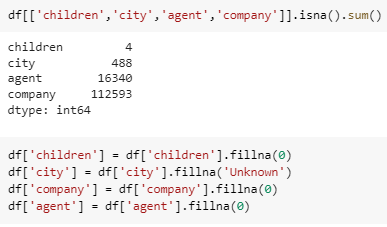 df[['children','city','agent','company']].isna().sum()
children 4
city 488
agent 16340
company 112593
dtype: int64
df['children'] = df['children'].fillna(0)
df['city'] = df['city'].fillna('Unknown')
df['company'] = df['company'].fillna(0)
df['agent'] = df['agent'].fillna(0)